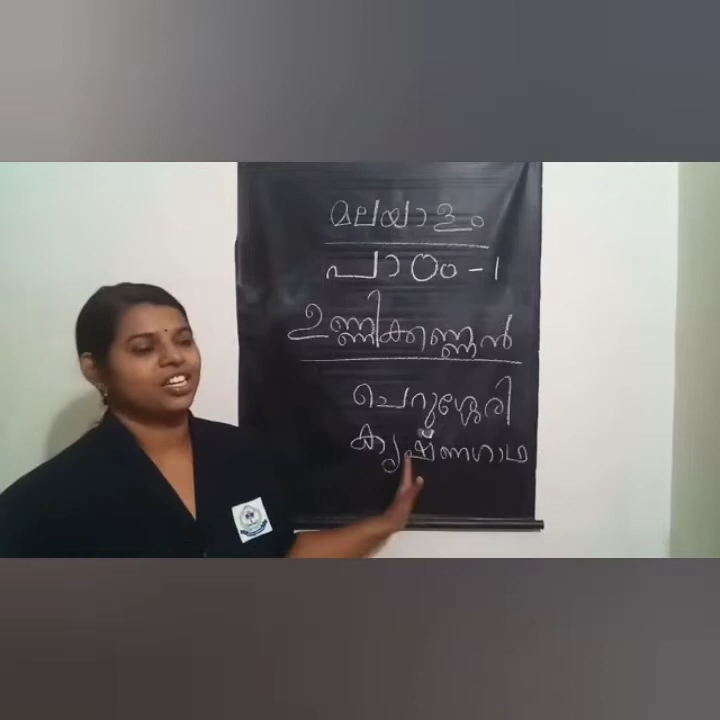 മലയാളം
പാഠം - 1
ഉണ്ണിക്കണ്ണൻ
ചെറുശ്ശേരി
കൃഷ്ണഗാഥ